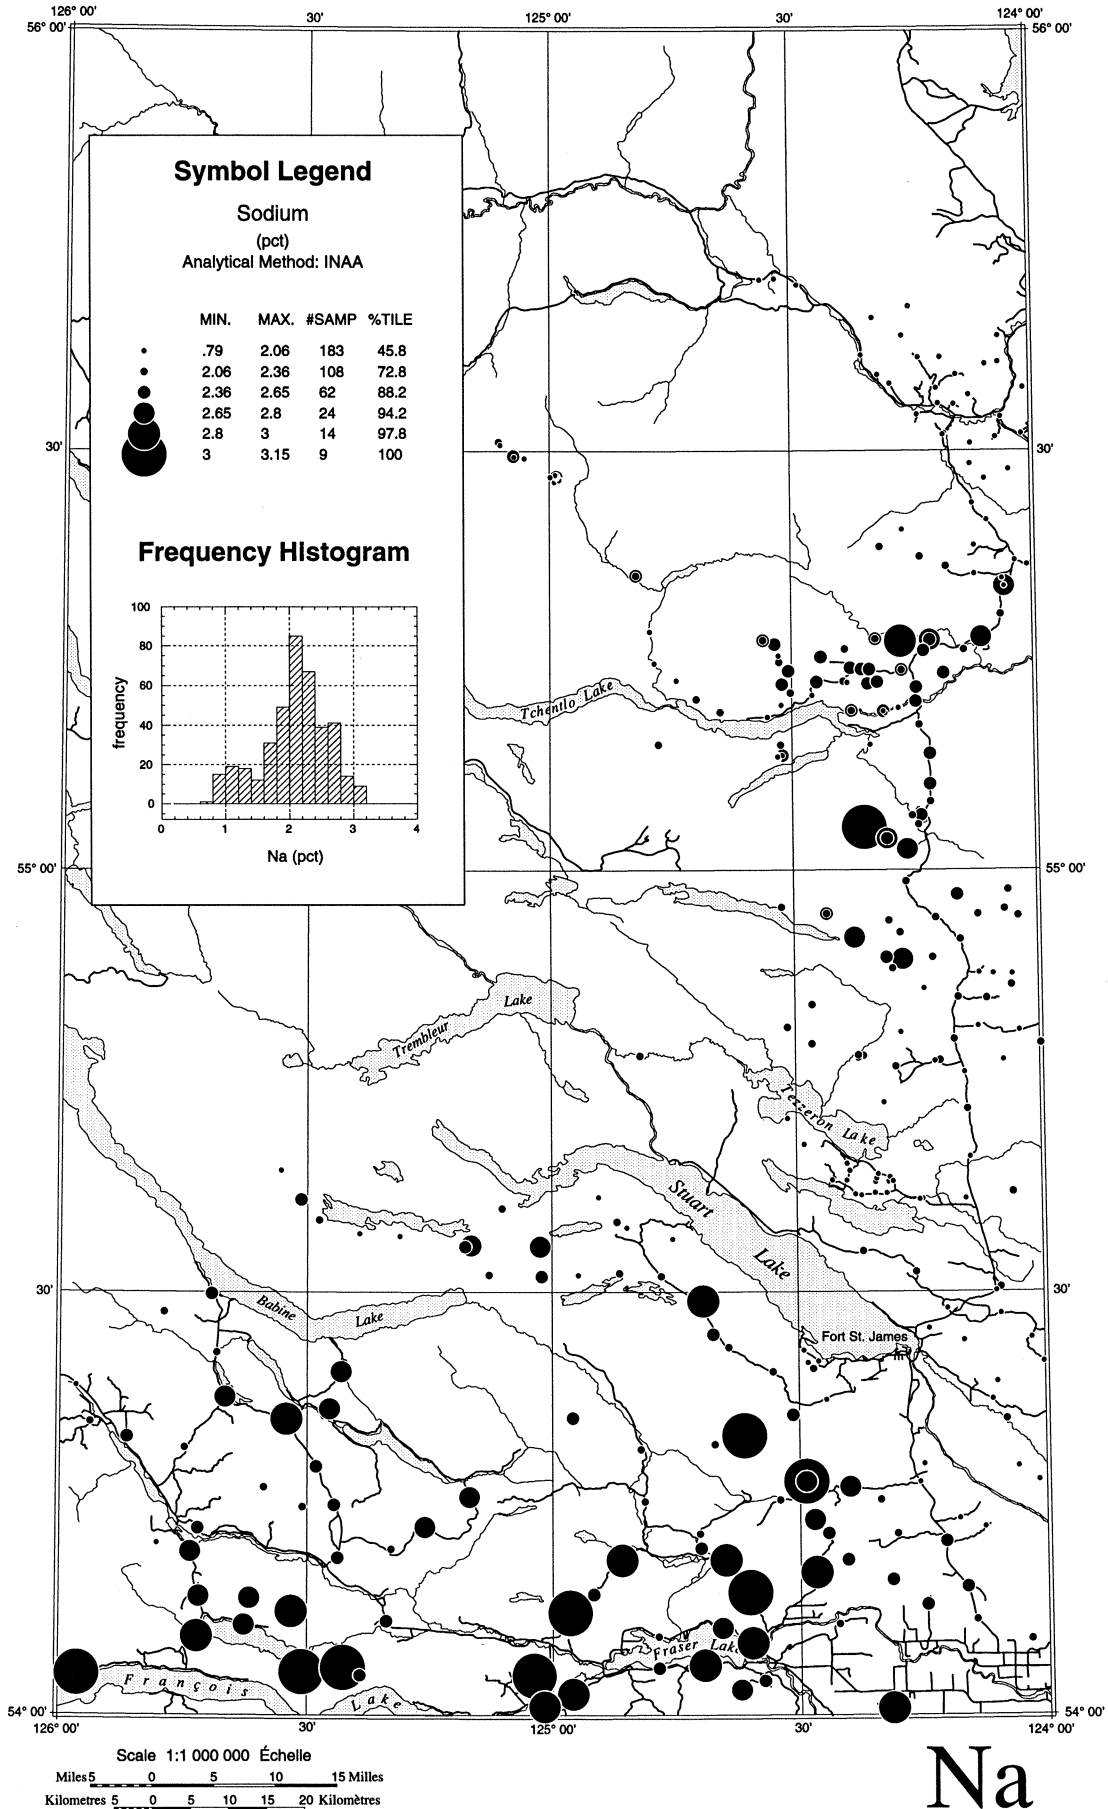 126° 00' 30' 125° 00' 30' 124° 00'
56° 00' 56° 00'
Symbol Legend
Sodium
(pct)
Analytical Method: INAA
MIN. MAX. #SAMP %TILE
.79 2.06 183 45.8
2.06 2.36 108 72.8
2.36 2.65 62 88.2
2.65 2.8 24 94.2
2.8 3 14 97.8
3 3.15 9 100
30' 30'
Frequency Histogram
100
80
60
40
20
0
frequency
0 1 2 3 4
Na (pct)
Tchentlo Lake
55° 00' 55° 00'
Trembleur Lake
Tezzeron Lake
Stuart Lake
30' 30'
Babine Lake
Fort St. James
Fraser Lake
François Lake
54° 00' 54° 00'
126° 00' 30' 125° 00' 30' 124° 00'
Scale 1:1 000 000 Échelle
Miles 5 0 5 10 15 Milles
Kilometres 5 0 5 10 15 20 Kilomètres
Na